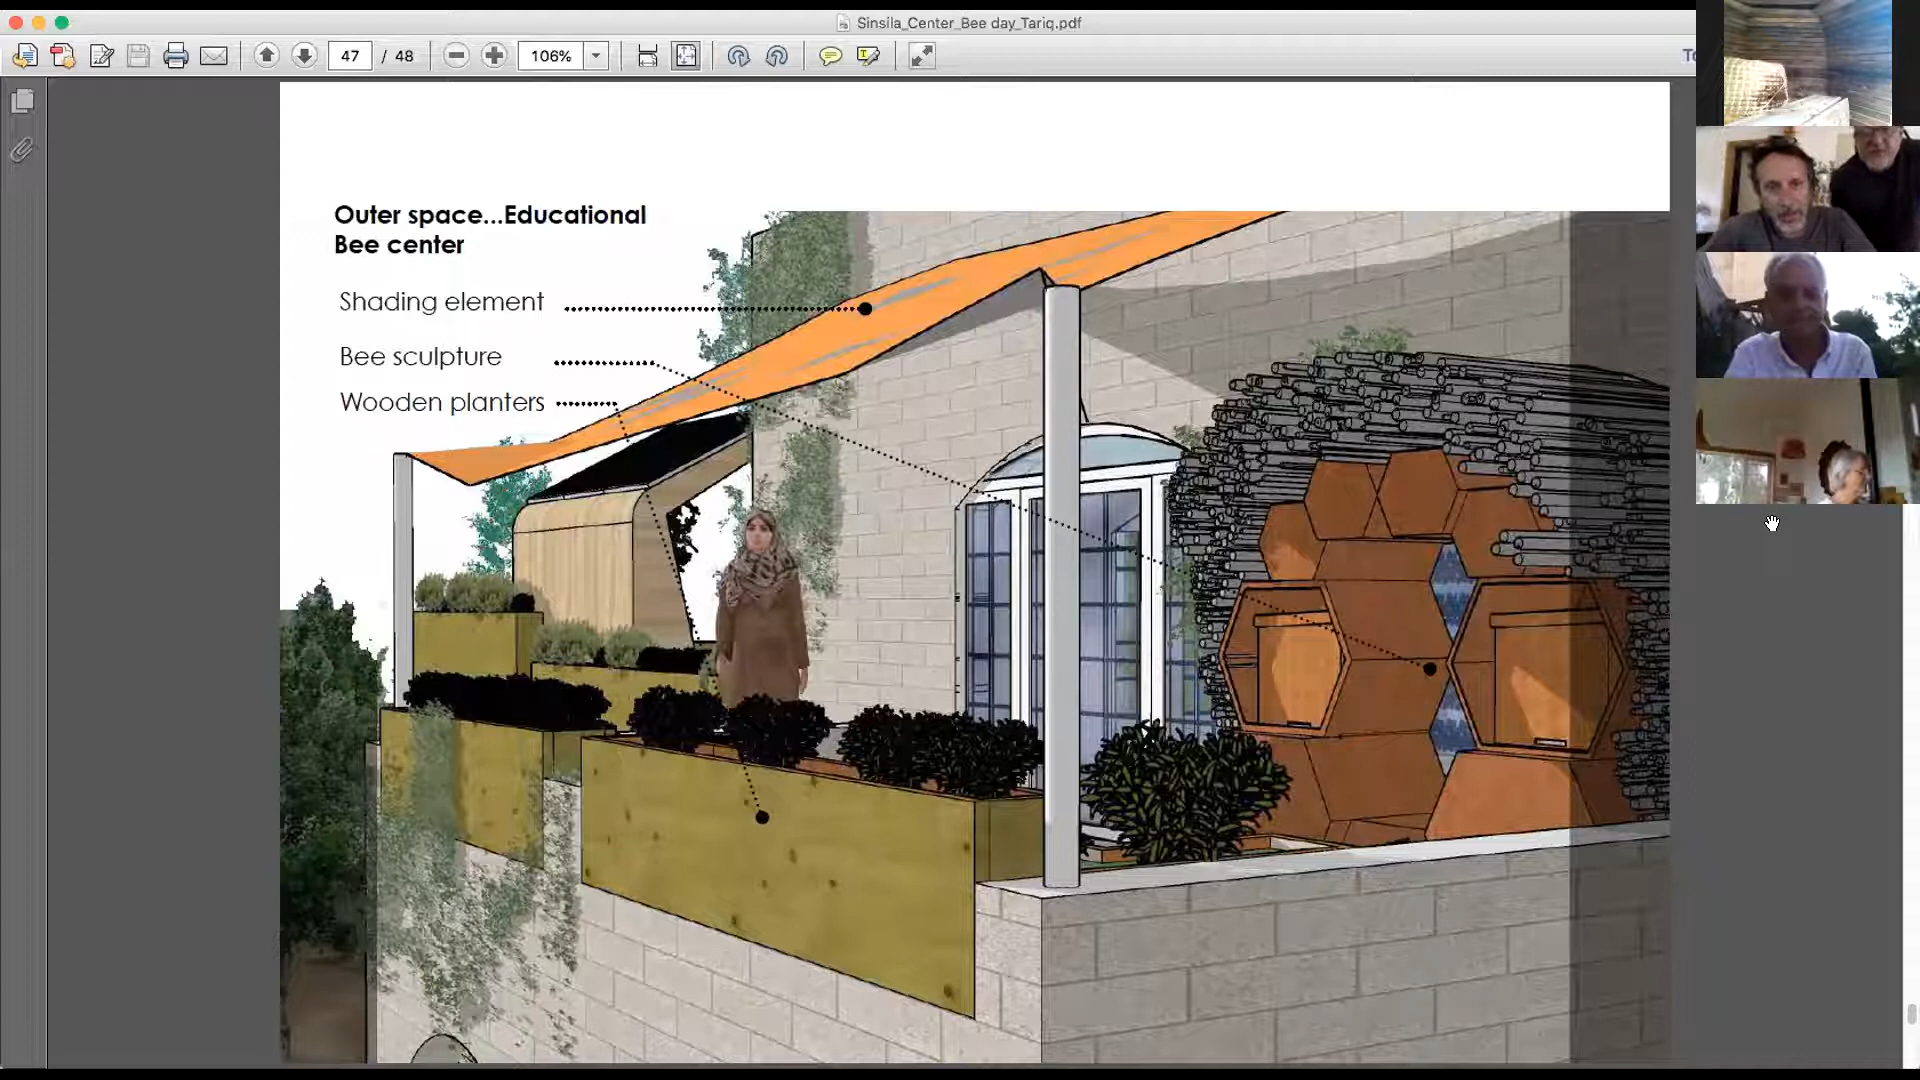 Sinsila_Center_Bee day_Tariq.pdf
47 / 48
106%
Outer space...Educational
Bee center
Shading element
Bee sculpture
Wooden planters